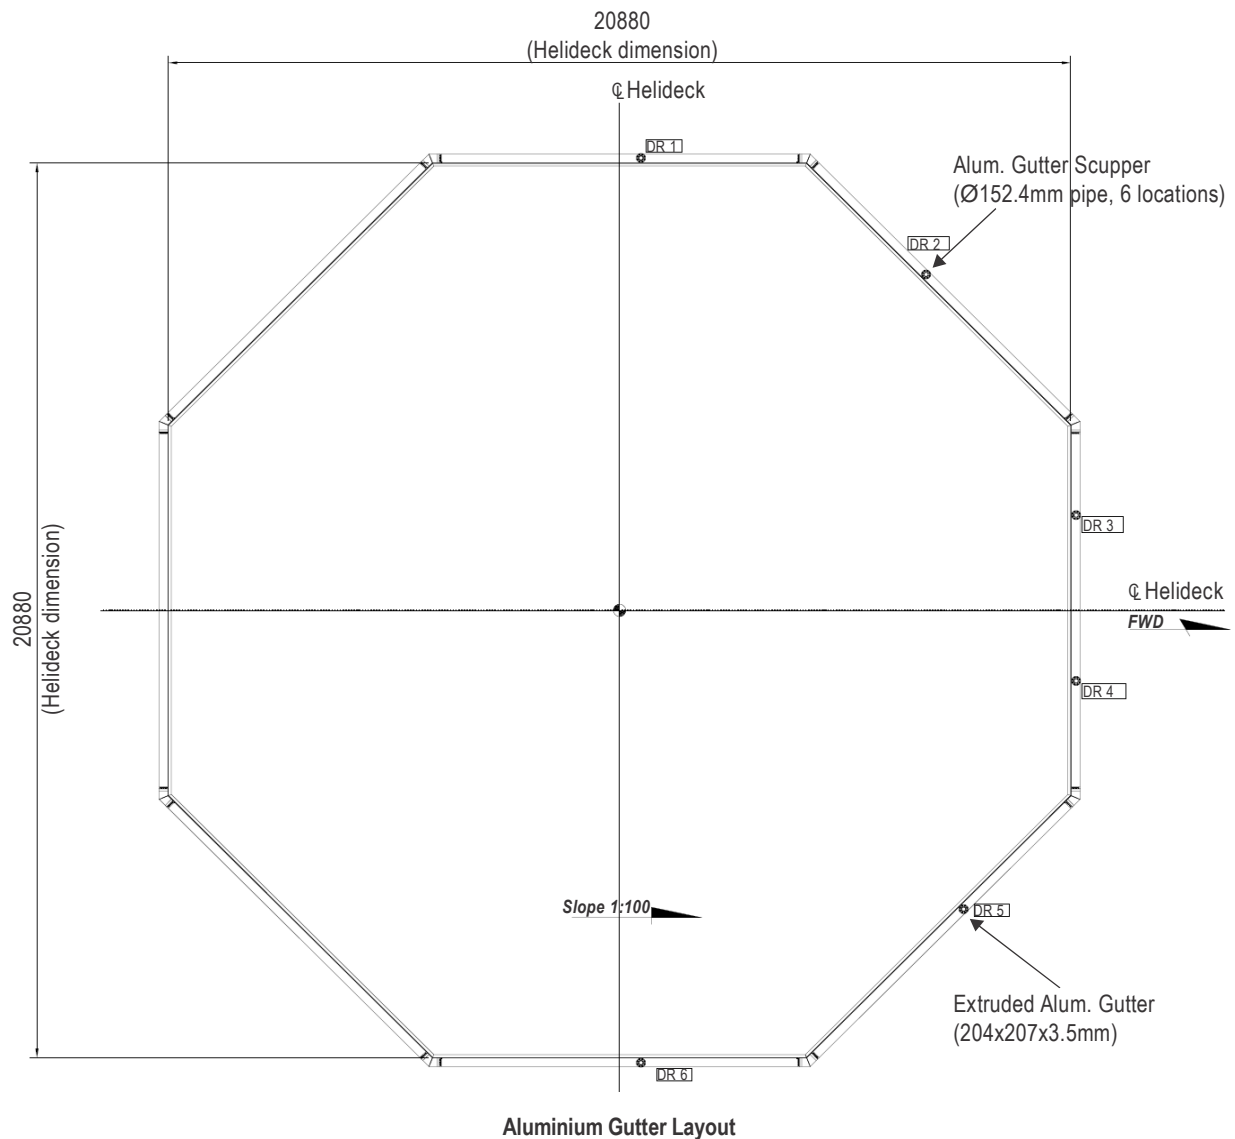 20880
(Helideck dimension)
℄ Helideck
DR 1
Alum. Gutter Scupper
(Ø152.4mm pipe, 6 locations)
DR 2
DR 3
20880
(Helideck dimension)
℄ Helideck
FWD
DR 4
Slope 1:100
DR 5
Extruded Alum. Gutter
(204x207x3.5mm)
DR 6
Aluminium Gutter Layout